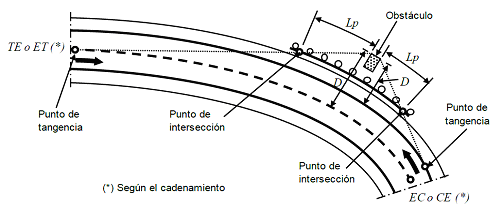 Obstáculo
Lp
Lp
TE o ET (*)
D
D
Punto de
tangencia
Punto de
intersección
Punto de
tangencia
Punto de
intersección
(*) Según el cadenamiento
EC o CE (*)